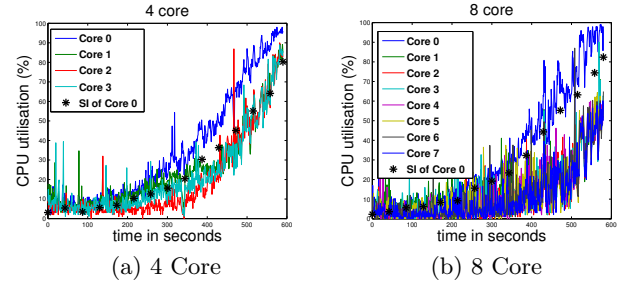 4 core
CPU utilisation (%)
100
90
80
70
60
50
40
30
20
10
0
Core 0
Core 1
Core 2
Core 3
SI of Core 0
0 100 200 300 400 500 600
time in seconds
(a) 4 Core
8 core
CPU utilisation (%)
100
90
80
70
60
50
40
30
20
10
0
Core 0
Core 1
Core 2
Core 3
Core 4
Core 5
Core 6
Core 7
SI of Core 0
0 100 200 300 400 500 600
time in seconds
(b) 8 Core